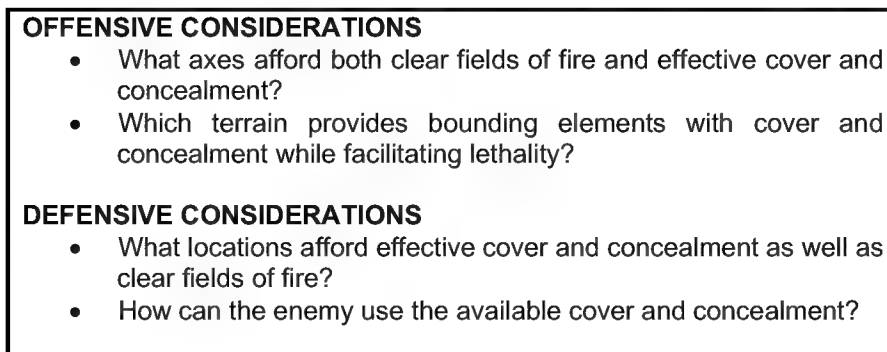 OFFENSIVE CONSIDERATIONS
• What axes afford both clear fields of fire and effective cover and
concealment?
• Which terrain provides bounding elements with cover and
concealment while facilitating lethality?
DEFENSIVE CONSIDERATIONS
• What locations afford effective cover and concealment as well as
clear fields of fire?
• How can the enemy use the available cover and concealment?